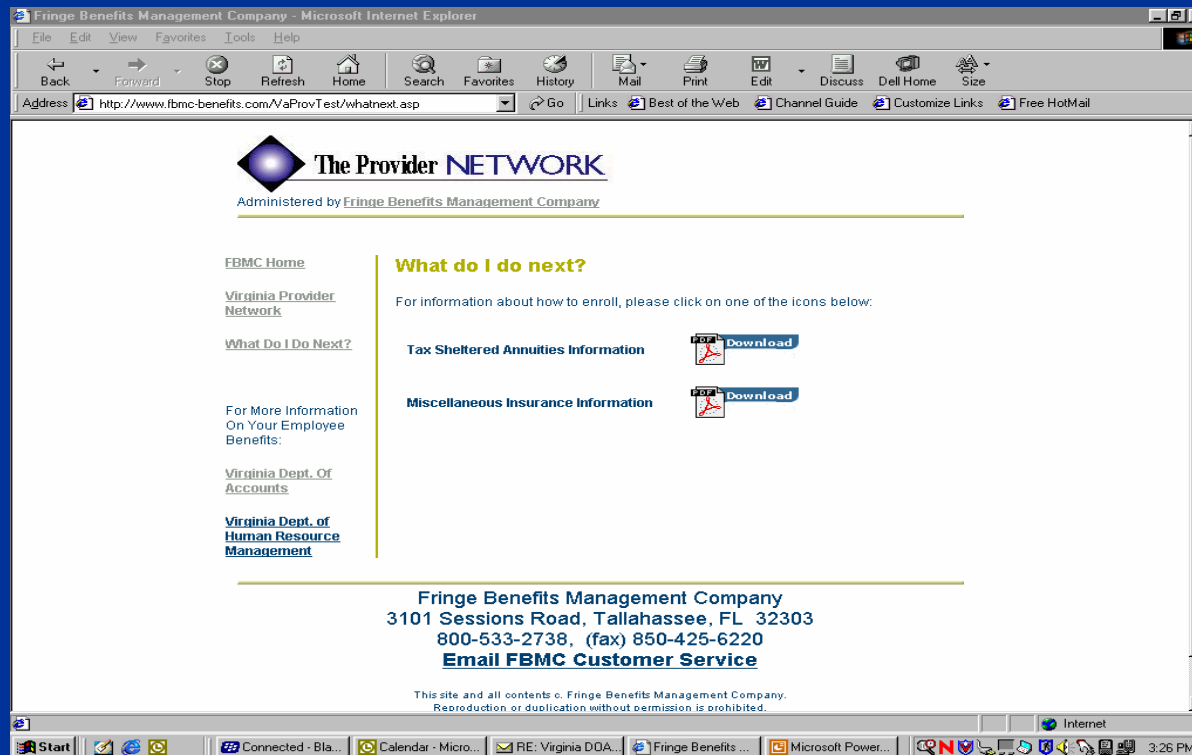 Fringe Benefits Management Company - Microsoft Internet Explorer
File Edit View Favorites Tools Help
Back Forward Stop Refresh Home Search Favorites History Mail Print Edit Discuss Dell Home Size
Address http://www.fbmc-benefits.com/VaProvTest/whatnext.asp Go Links Best of the Web Channel Guide Customize Links Free HotMail
The Provider NETWORK
Administered by Fringe Benefits Management Company
FBMC Home
Virginia Provider
Network
What Do I Do Next?
For More Information
On Your Employee
Benefits:
Virginia Dept. Of
Accounts
Virginia Dept. of
Human Resource
Management
What do I do next?
For information about how to enroll, please click on one of the icons below:
Tax Sheltered Annuities Information PDF Download
Miscellaneous Insurance Information PDF Download
Fringe Benefits Management Company
3101 Sessions Road, Tallahassee, FL 32303
800-533-2738, (fax) 850-425-6220
Email FBMC Customer Service
This site and all contents c. Fringe Benefits Management Company.
Reproduction or duplication without permission is prohibited.
Internet
Start Connected - Bla... Calendar - Micro... RE: Virginia DOA... Fringe Benefits ... Microsoft Power... 3:26 PM